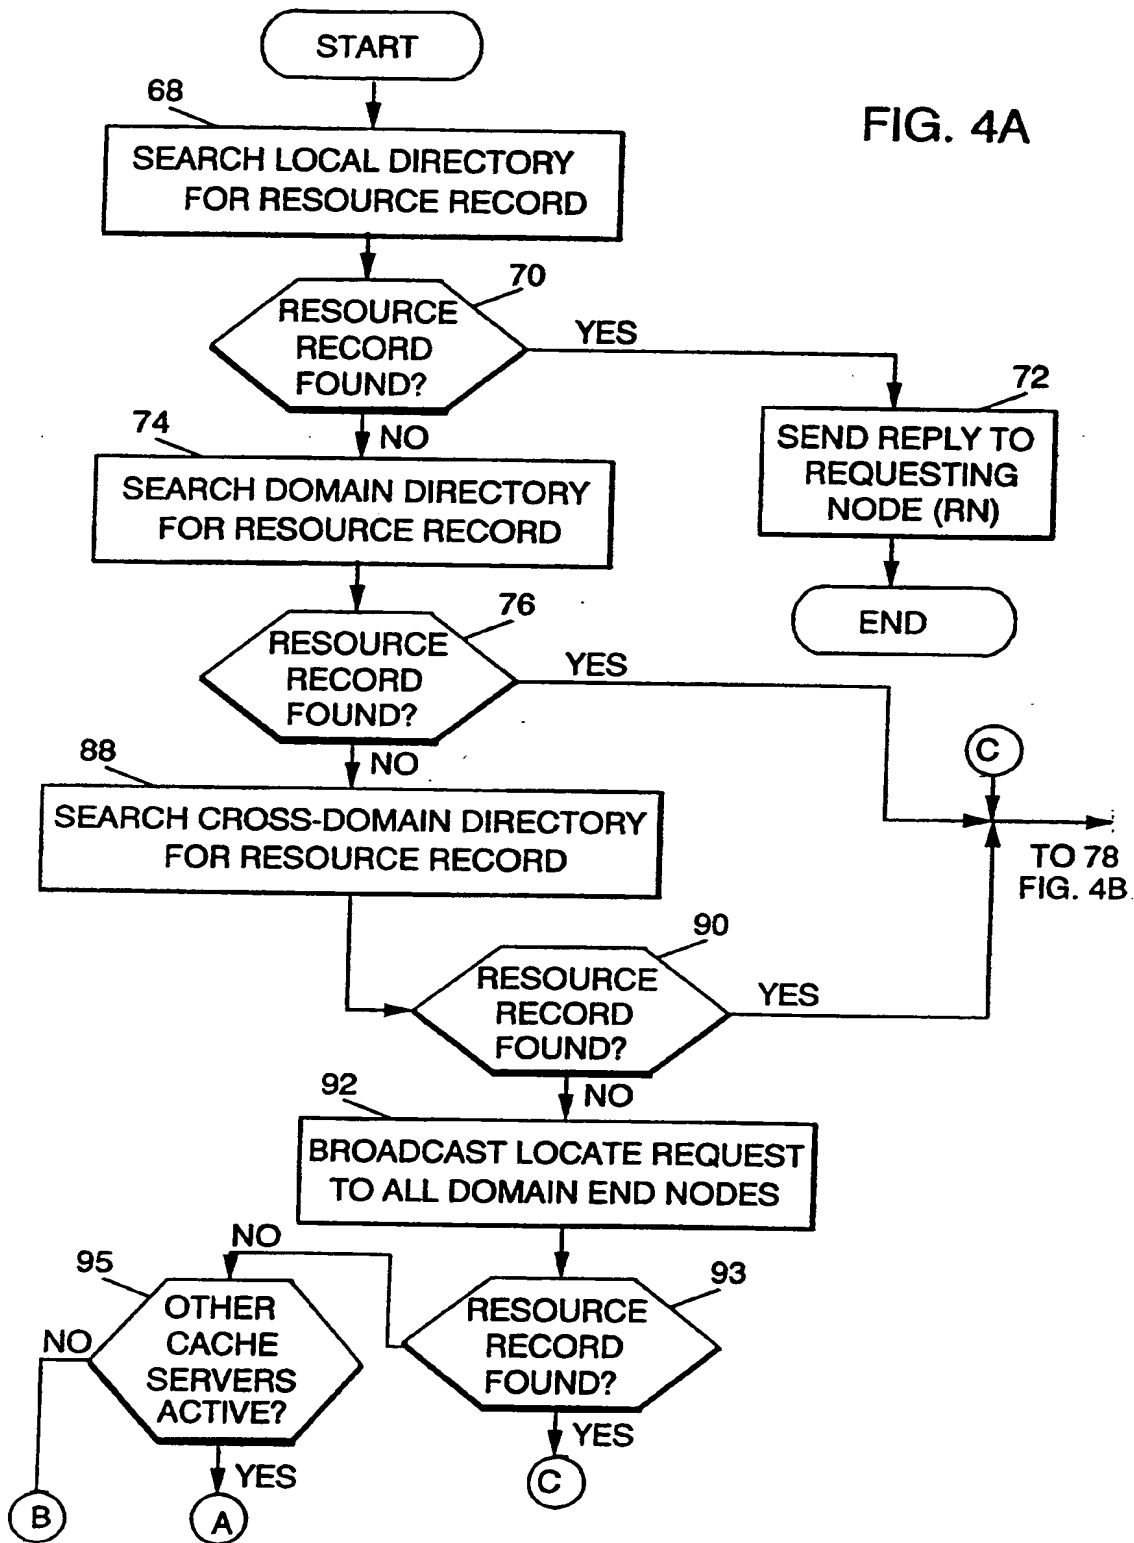 START
FIG. 4A
68
SEARCH LOCAL DIRECTORY
FOR RESOURCE RECORD
70
RESOURCE
RECORD
FOUND?
YES
NO
72
SEND REPLY TO
REQUESTING
NODE (RN)
END
74
SEARCH DOMAIN DIRECTORY
FOR RESOURCE RECORD
76
RESOURCE
RECORD
FOUND?
YES
NO
C
TO 78
FIG. 4B
88
SEARCH CROSS-DOMAIN DIRECTORY
FOR RESOURCE RECORD
90
RESOURCE
RECORD
FOUND?
YES
NO
92
BROADCAST LOCATE REQUEST
TO ALL DOMAIN END NODES
93
RESOURCE
RECORD
FOUND?
NO
YES
C
95
OTHER
CACHE
SERVERS
ACTIVE?
NO
YES
B
A